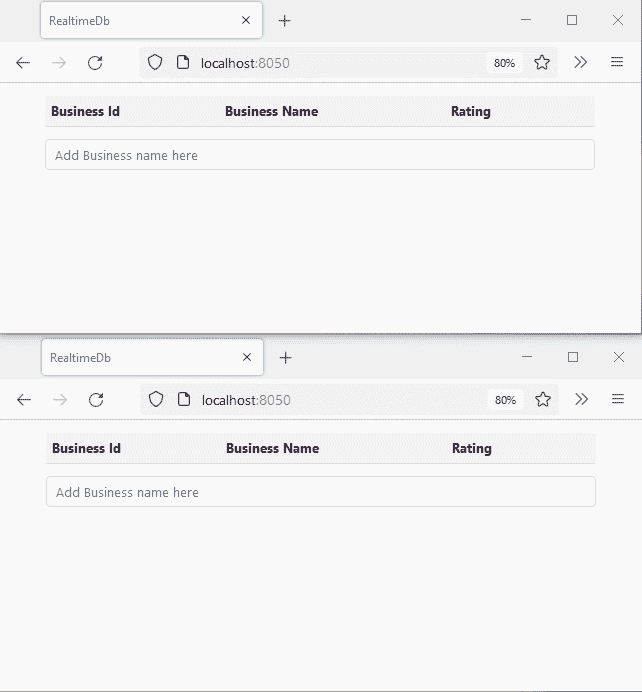 RealtimeDb
localhost:8050 80%
Business Id Business Name Rating
Add Business name here
RealtimeDb
localhost:8050 80%
Business Id Business Name Rating
Add Business name here